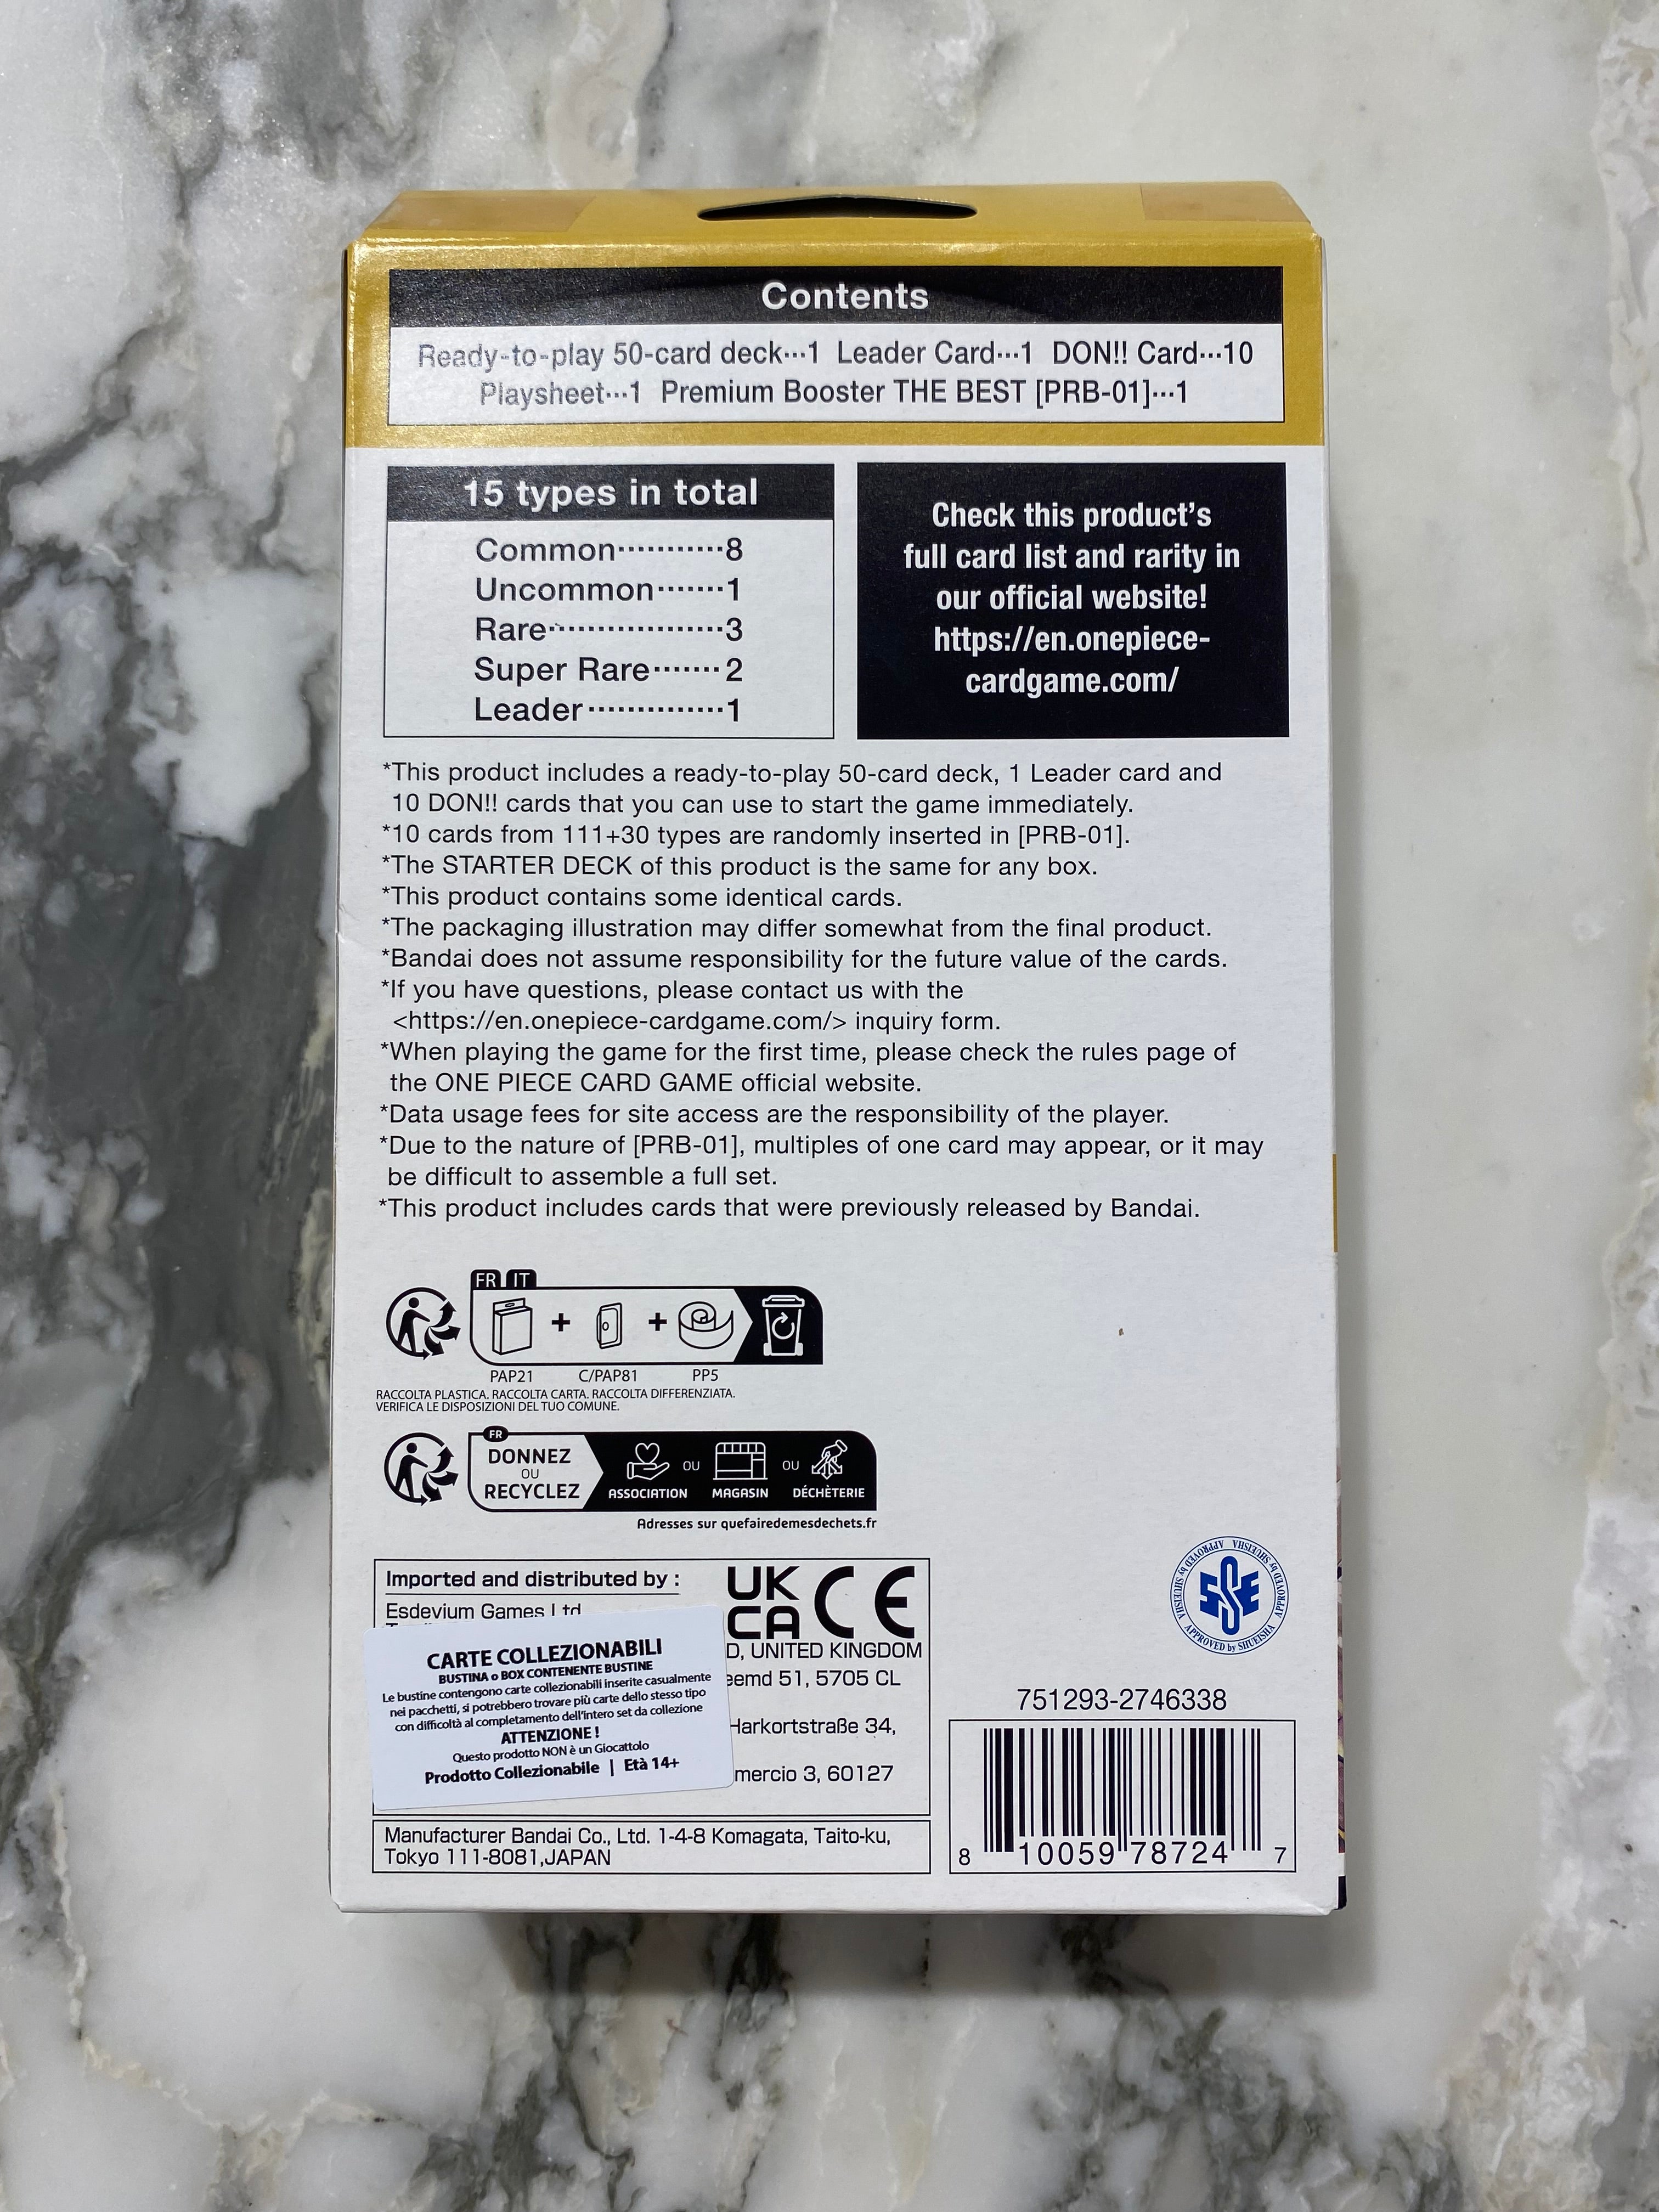 Contents
Ready-to-play 50-card deck···1 Leader Card···1 DON!! Card···10
Playsheet···1 Premium Booster THE BEST [PRB-01]···1
15 types in total
Common···········8
Uncommon·······1
Rare·················3
Super Rare·······2
Leader··············1
Check this product's
full card list and rarity in
our official website!
https://en.onepiece-
cardgame.com/
*This product includes a ready-to-play 50-card deck, 1 Leader card and
10 DON!! cards that you can use to start the game immediately.
*10 cards from 111+30 types are randomly inserted in [PRB-01].
*The STARTER DECK of this product is the same for any box.
*This product contains some identical cards.
*The packaging illustration may differ somewhat from the final product.
*Bandai does not assume responsibility for the future value of the cards.
*If you have questions, please contact us with the
<https://en.onepiece-cardgame.com/> inquiry form.
*When playing the game for the first time, please check the rules page of
the ONE PIECE CARD GAME official website.
*Data usage fees for site access are the responsibility of the player.
*Due to the nature of [PRB-01], multiples of one card may appear, or it may
be difficult to assemble a full set.
*This product includes cards that were previously released by Bandai.
FR IT
+ +
PAP21 C/PAP81 PP5
RACCOLTA PLASTICA. RACCOLTA CARTA. RACCOLTA DIFFERENZIATA.
VERIFICA LE DISPOSIZIONI DEL TUO COMUNE.
FR
DONNEZ
OU
RECYCLEZ
OU OU
ASSOCIATION MAGASIN DÉCHÈTERIE
Adresses sur quefairedemesdechets.fr
Imported and distributed by :
UK
CA CE
Esdevium Games Ltd
UNITED KINGDOM
51, 5705 CL
Harkortstraße 34,
3, 60127
CARTE COLLEZIONABILI
BUSTINA o BOX CONTENENTE BUSTINE
Le bustine contengono carte collezionabili inserite casualmente
nei pacchetti, si potrebbero trovare più carte dello stesso tipo
con difficoltà al completamento dell'intero set da collezione
ATTENZIONE !
Questo prodotto NON è un Giocattolo
Prodotto Collezionabile | Età 14+
Manufacturer Bandai Co., Ltd. 1-4-8 Komagata, Taito-ku,
Tokyo 111-8081,JAPAN
APPROVED by SHUEISHA APPROVED by SHUEISHA APPROVED by SHUEISHA
SSE
751293-2746338
8 10059 78724 7